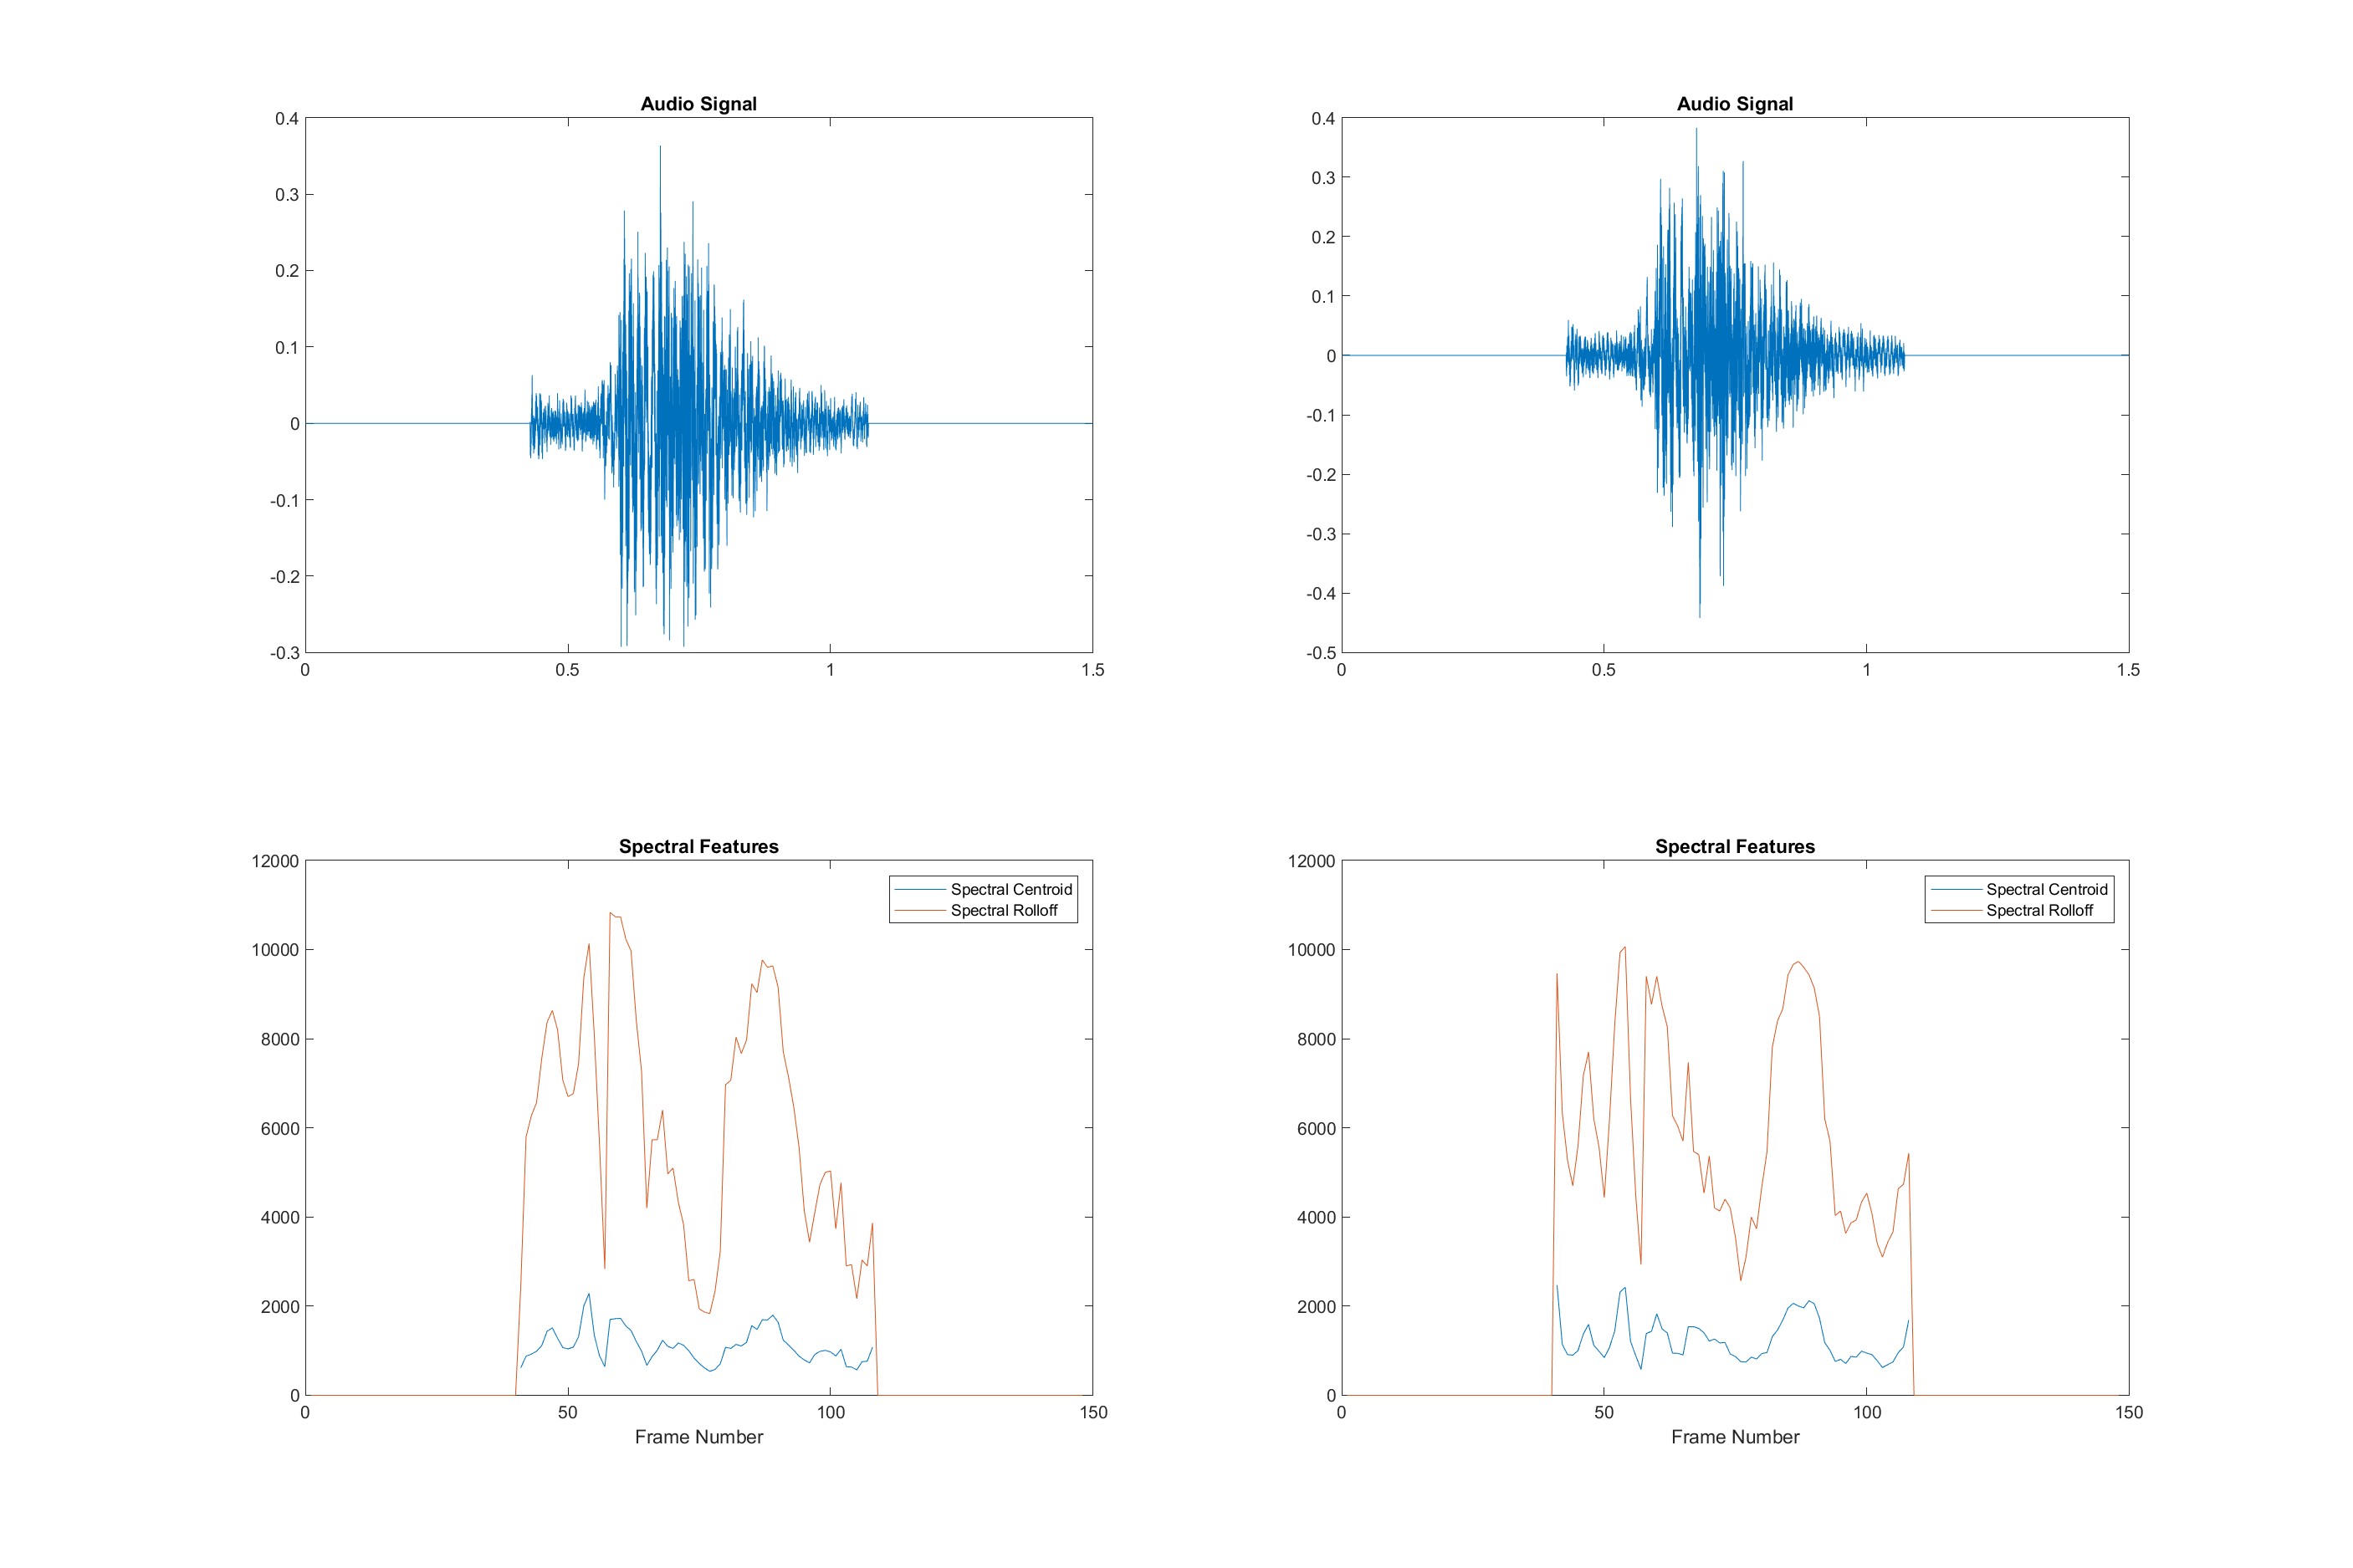 Audio Signal
0.4
0.3
0.2
0.1
0
-0.1
-0.2
-0.3
0 0.5 1 1.5
Audio Signal
0.4
0.3
0.2
0.1
0
-0.1
-0.2
-0.3
-0.4
-0.5
0 0.5 1 1.5
Spectral Features
12000
10000
8000
6000
4000
2000
0
Spectral Centroid
Spectral Rolloff
0 50 100 150
Frame Number
Spectral Features
12000
10000
8000
6000
4000
2000
0
Spectral Centroid
Spectral Rolloff
0 50 100 150
Frame Number